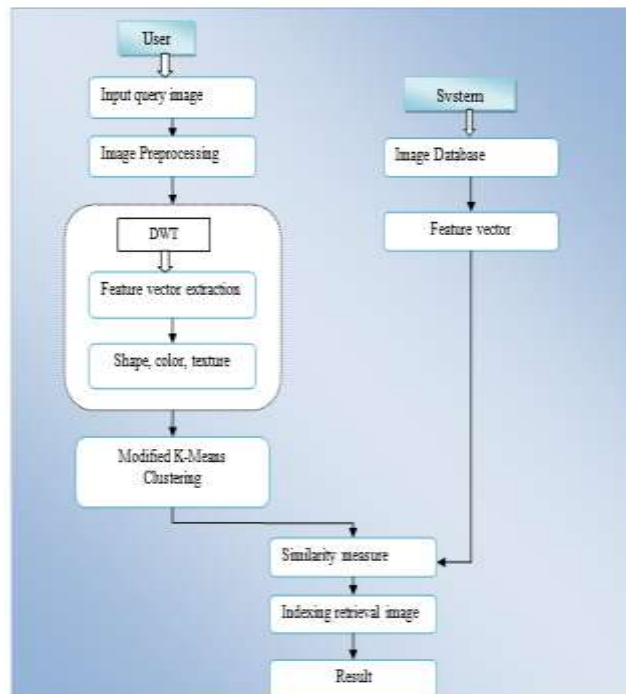 User
Input query image
Image Preprocessing
DWT
Feature vector extraction
Shape, color, texture
Modified K-Means
Clustering
System
Image Database
Feature vector
Similarity measure
Indexing retrieval image
Result